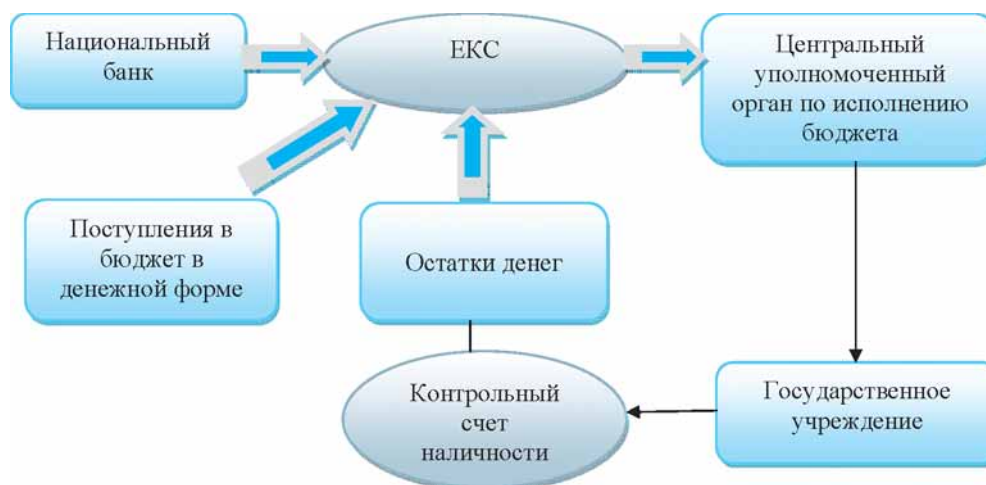 Национальный
банк
ЕКС
Центральный
уполномоченный
орган по исполнению
бюджета
Поступления в
бюджет в
денежной форме
Остатки денег
Контрольный
счет
наличности
Государственное
учреждение